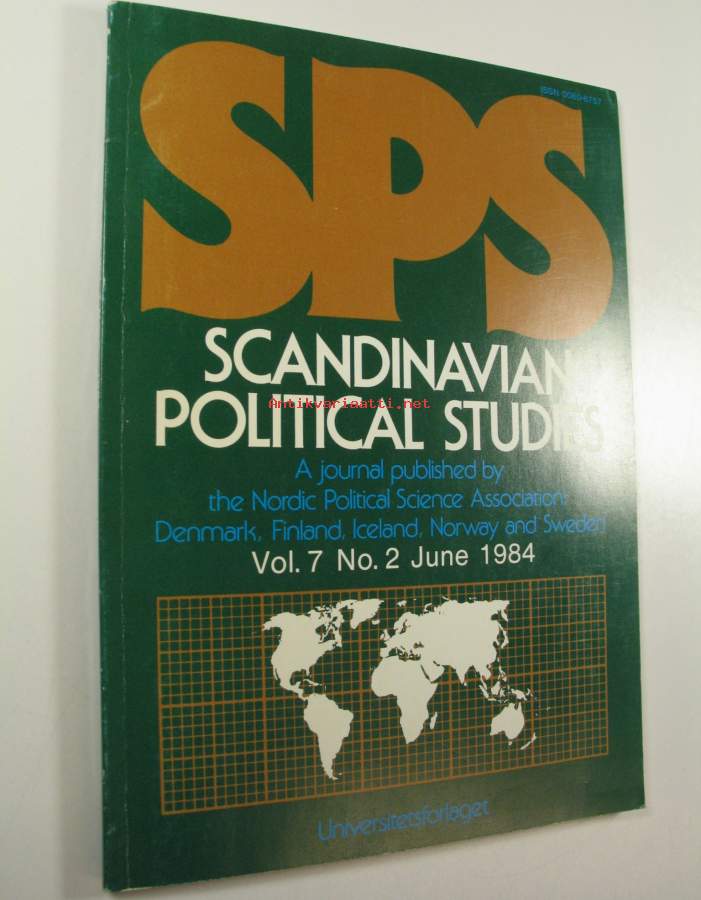 ISSN 0080-6757
SPS
SCANDINAVIAN
POLITICAL STUDIES
Antikvariaatti.net
A journal published by
the Nordic Political Science Association:
Denmark, Finland, Iceland, Norway and Sweden
Vol. 7 No. 2 June 1984
Universitetsforlaget